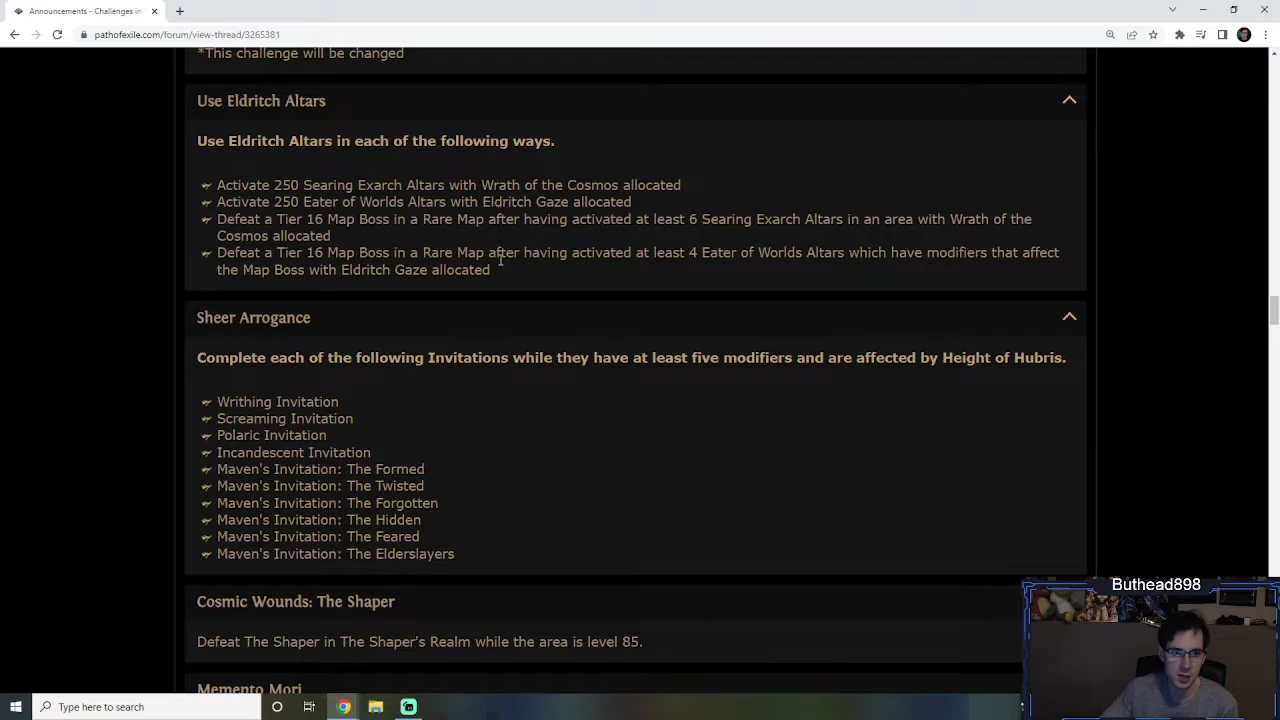 Announcements - Challenges in
pathofexile.com/forum/view-thread/3265381
*This challenge will be changed
Use Eldritch Altars
Use Eldritch Altars in each of the following ways.
Activate 250 Searing Exarch Altars with Wrath of the Cosmos allocated
Activate 250 Eater of Worlds Altars with Eldritch Gaze allocated
Defeat a Tier 16 Map Boss in a Rare Map after having activated at least 6 Searing Exarch Altars in an area with Wrath of the
Cosmos allocated
Defeat a Tier 16 Map Boss in a Rare Map after having activated at least 4 Eater of Worlds Altars which have modifiers that affect
the Map Boss with Eldritch Gaze allocated
Sheer Arrogance
Complete each of the following Invitations while they have at least five modifiers and are affected by Height of Hubris.
Writhing Invitation
Screaming Invitation
Polaric Invitation
Incandescent Invitation
Maven's Invitation: The Formed
Maven's Invitation: The Twisted
Maven's Invitation: The Forgotten
Maven's Invitation: The Hidden
Maven's Invitation: The Feared
Maven's Invitation: The Elderslayers
Buthead898
Cosmic Wounds: The Shaper
Defeat The Shaper in The Shaper's Realm while the area is level 85.
Memento Mori
Type here to search